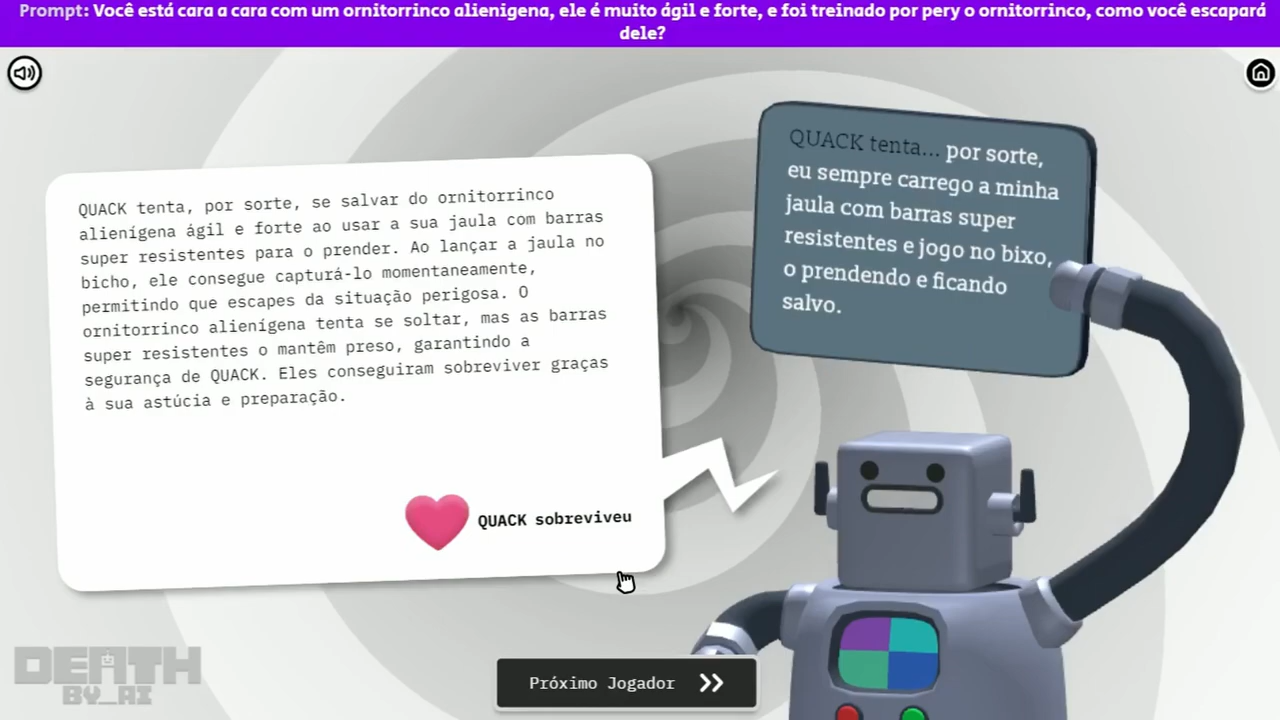 Prompt: Você está cara a cara com um ornitorrinco alienigena, ele é muito ágil e forte, e foi treinado por pery o ornitorrinco, como você escapará
dele?
QUACK tenta, por sorte, se salvar do ornitorrinco
alienígena ágil e forte ao usar a sua jaula com barras
super resistentes para o prender. Ao lançar a jaula no
bicho, ele consegue capturá-lo momentaneamente,
permitindo que escapes da situação perigosa. O
ornitorrinco alienígena tenta se soltar, mas as barras
super resistentes o mantêm preso, garantindo a
segurança de QUACK. Eles conseguiram sobreviver graças
à sua astúcia e preparação.
QUACK sobreviveu
QUACK tenta... por sorte,
eu sempre carrego a minha
jaula com barras super
resistentes e jogo no bixo,
o prendendo e ficando
salvo.
DEATH
BY_AI
Próximo Jogador